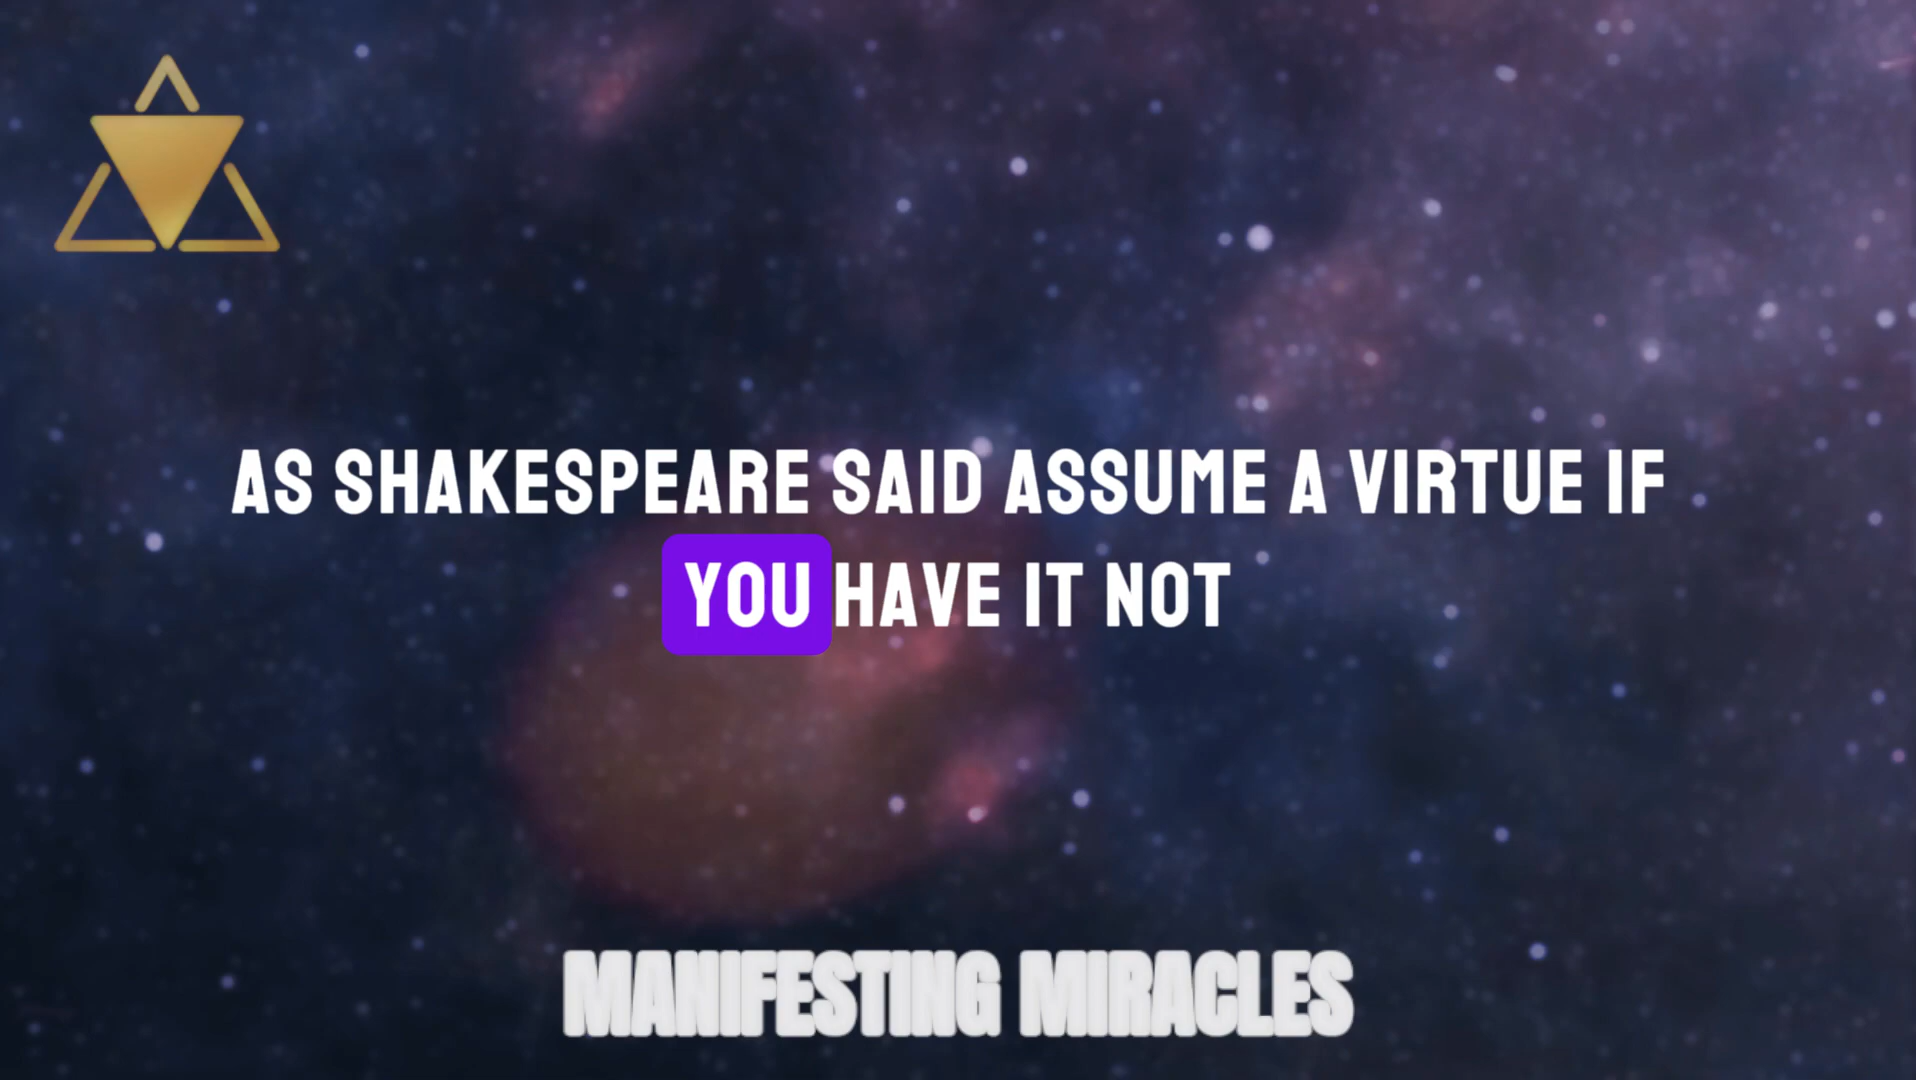 AS SHAKESPEARE SAID ASSUME A VIRTUE IF
YOU HAVE IT NOT
MANIFESTING MIRACLES